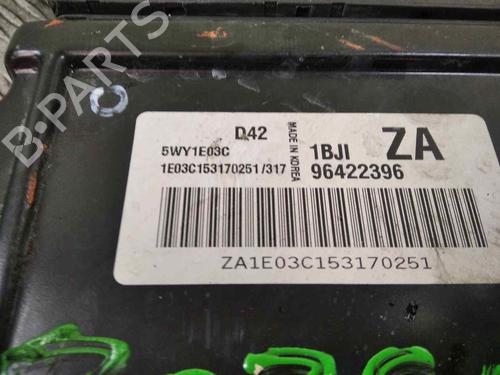 B-PARTS
D42
5WY1E03C
1E03C153170251/317
MADE IN KOREA
1BJI ZA
96422396
ZA1E03C153170251